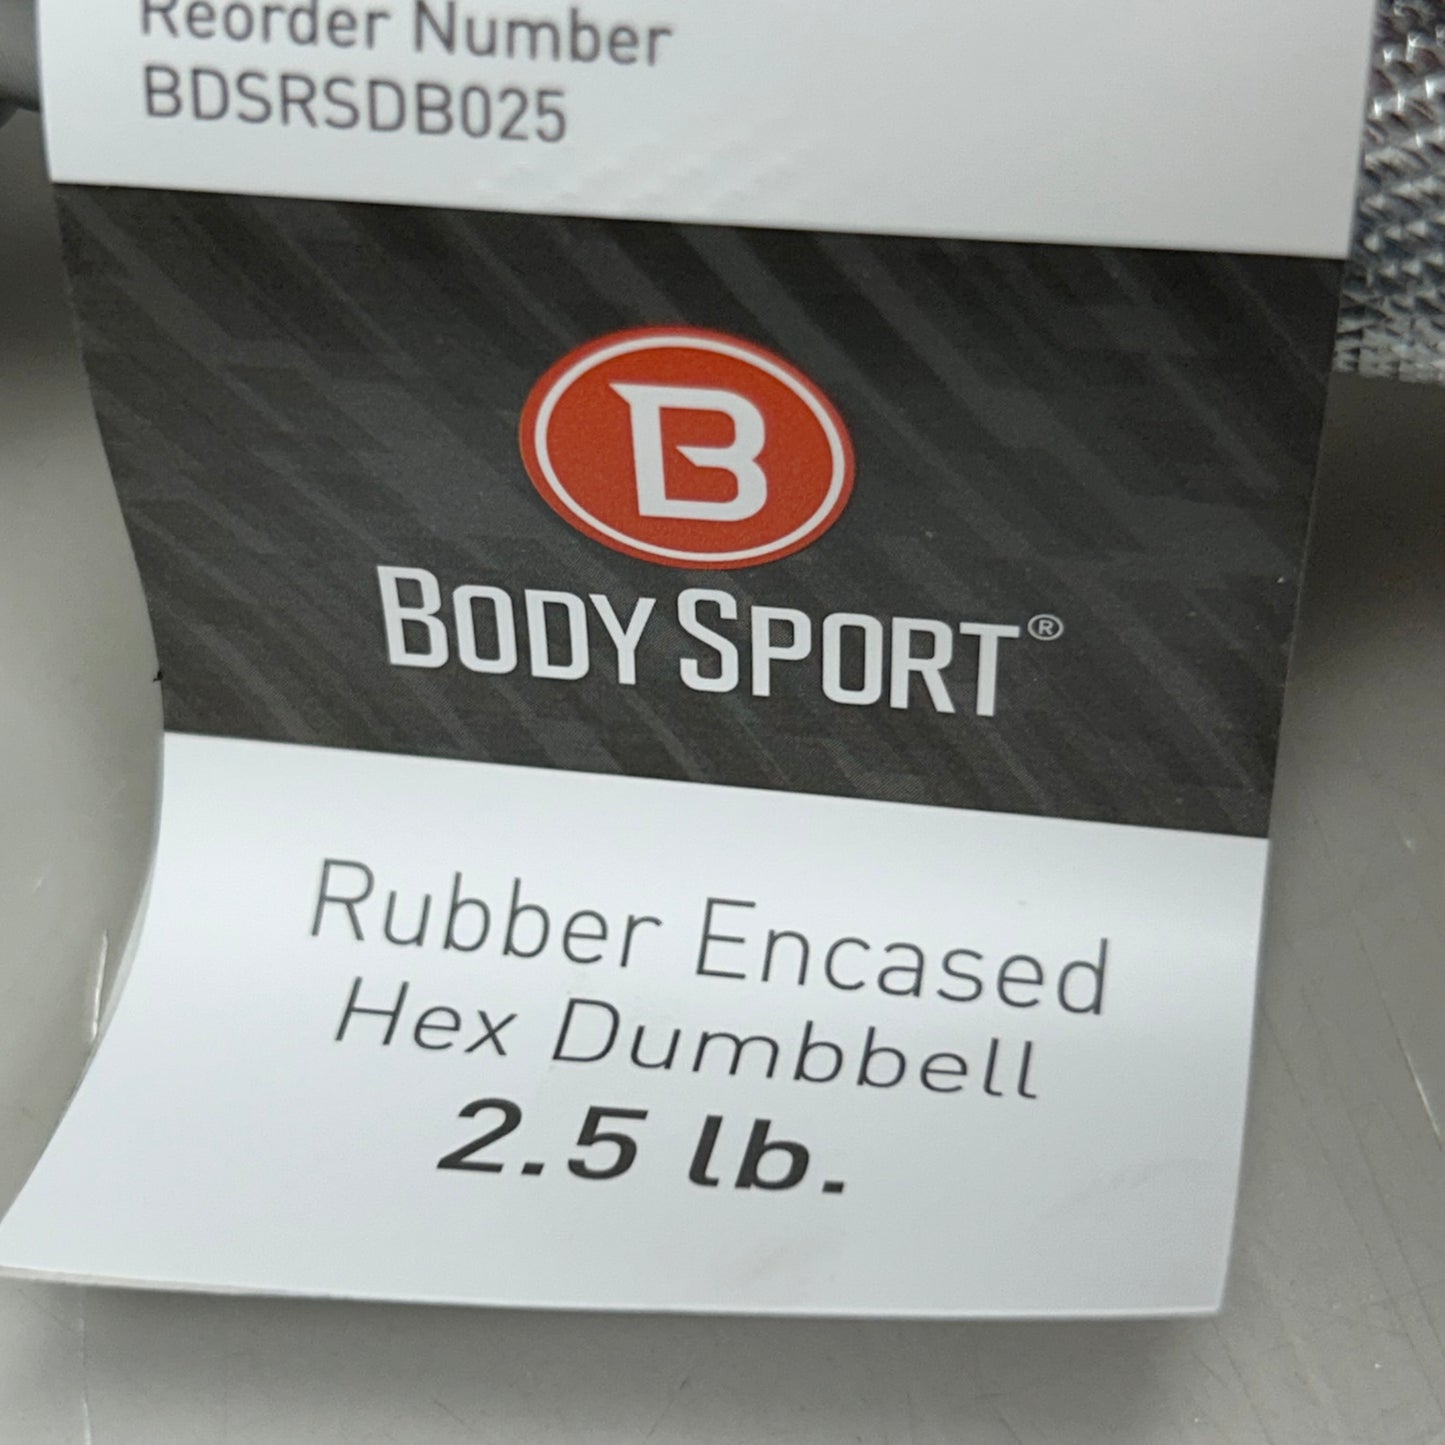 Reorder Number
BDSRSDB025
B
BODY SPORT®
Rubber Encased
Hex Dumbbell
2.5 lb.